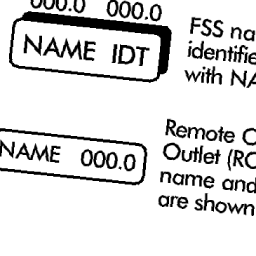 000.0 000.0
NAME IDT
FSS na
identifie
with NA
NAME 000.0
Remote C
Outlet (RC
name and
are shown